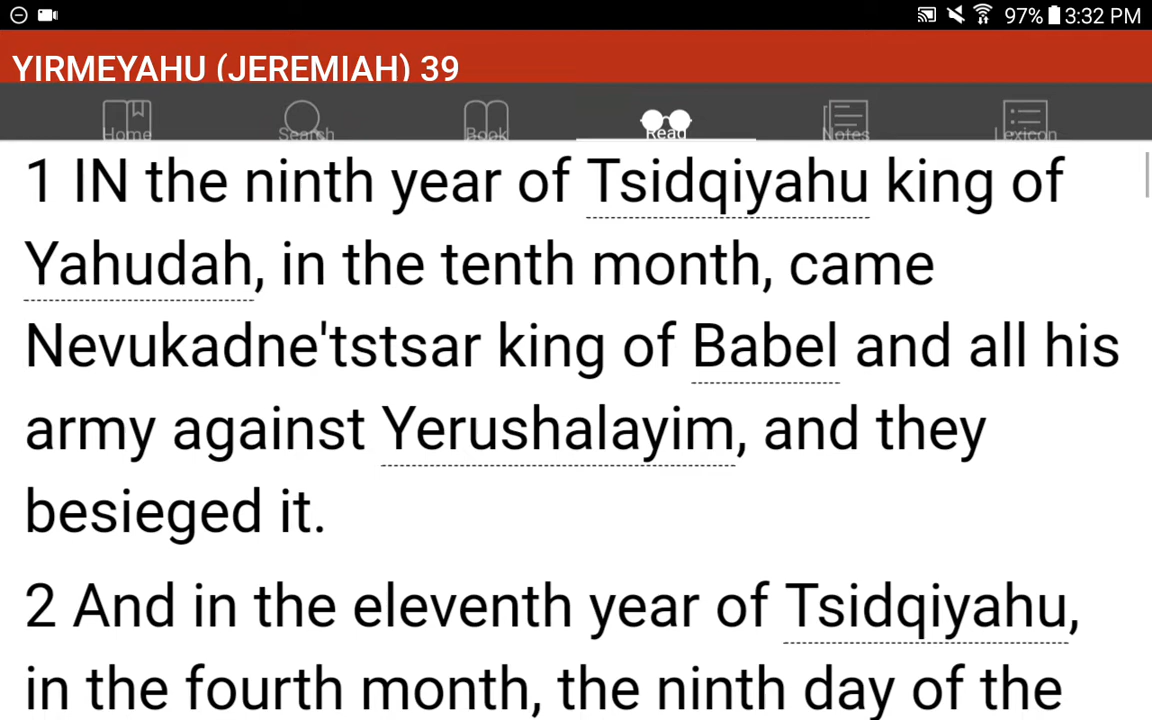 97% 3:32 PM
YIRMEYAHU (JEREMIAH) 39
Home Search Book Read Notes Lexicon
1 IN the ninth year of Tsidqiyahu king of
Yahudah, in the tenth month, came
Nevukadne'tstsar king of Babel and all his
army against Yerushalayim, and they
besieged it.
2 And in the eleventh year of Tsidqiyahu,
in the fourth month, the ninth day of the